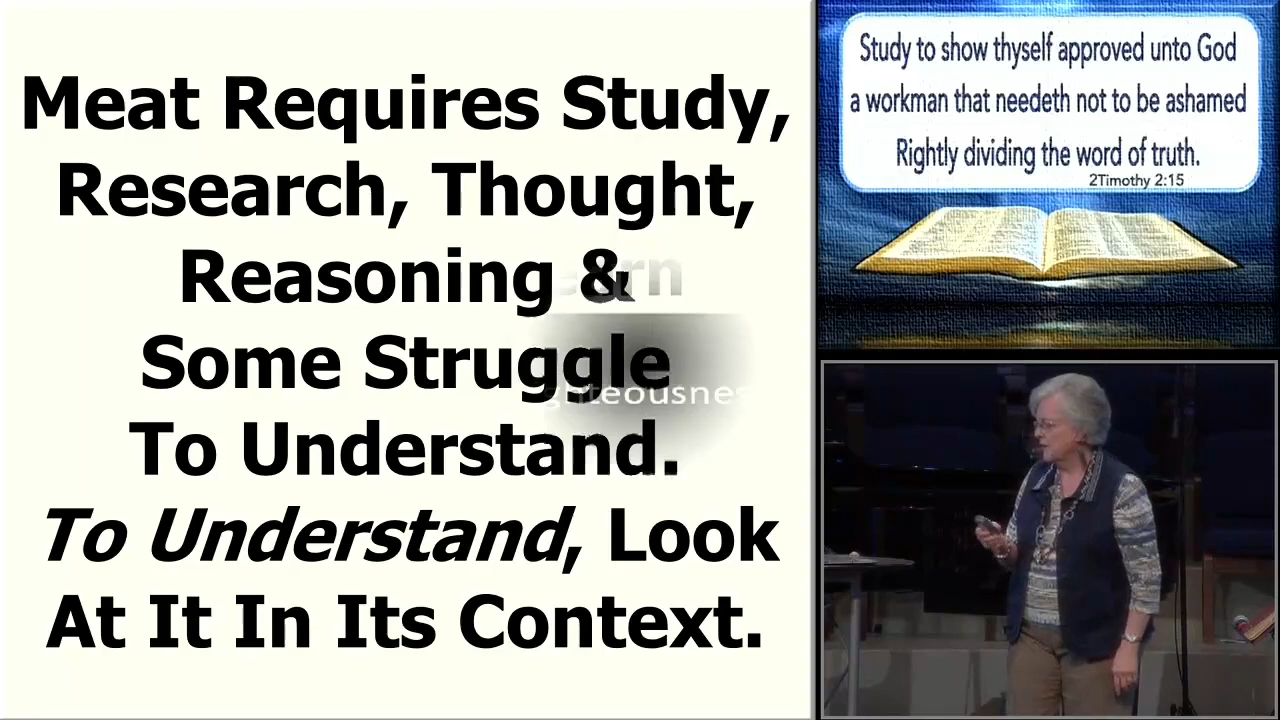 Meat Requires Study,
Research, Thought,
Reasoning &
Some Struggle
To Understand.
To Understand, Look
At It In Its Context.
Study to show thyself approved unto God
a workman that needeth not to be ashamed
Rightly dividing the word of truth.
2Timothy 2:15